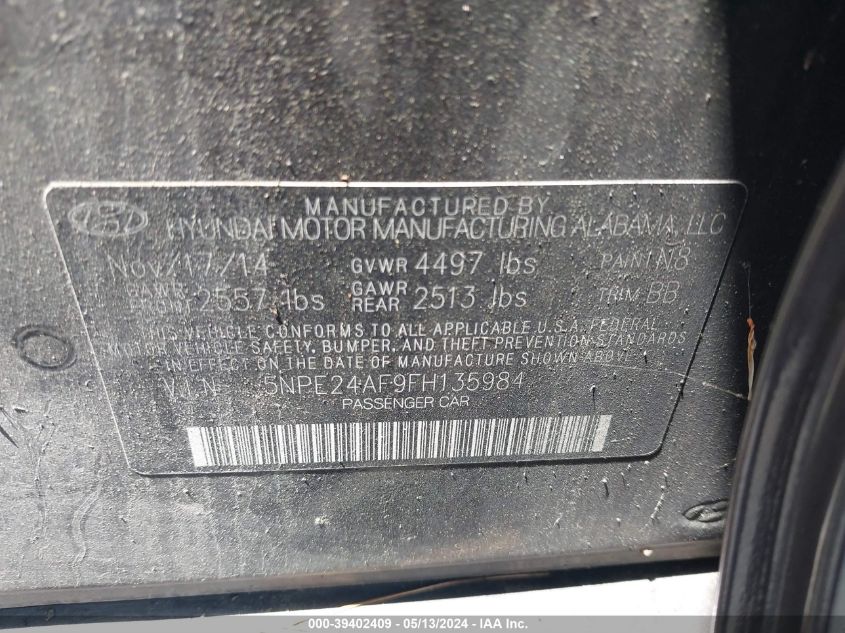 MANUFACTURED BY
HYUNDAI MOTOR MANUFACTURING ALABAMA, LLC
Nov/17/14 GVWR 4497 lbs PAINT N8
GAWR FRONT 2557 lbs GAWR REAR 2513 lbs TRIM BB
THIS VEHICLE CONFORMS TO ALL APPLICABLE U.S.A. FEDERAL
MOTOR VEHICLE SAFETY, BUMPER, AND THEFT PREVENTION STANDARDS
IN EFFECT ON THE DATE OF MANUFACTURE SHOWN ABOVE.
V.I.N 5NPE24AF9FH135984
PASSENGER CAR
000-39402409 - 05/13/2024 - IAA Inc.